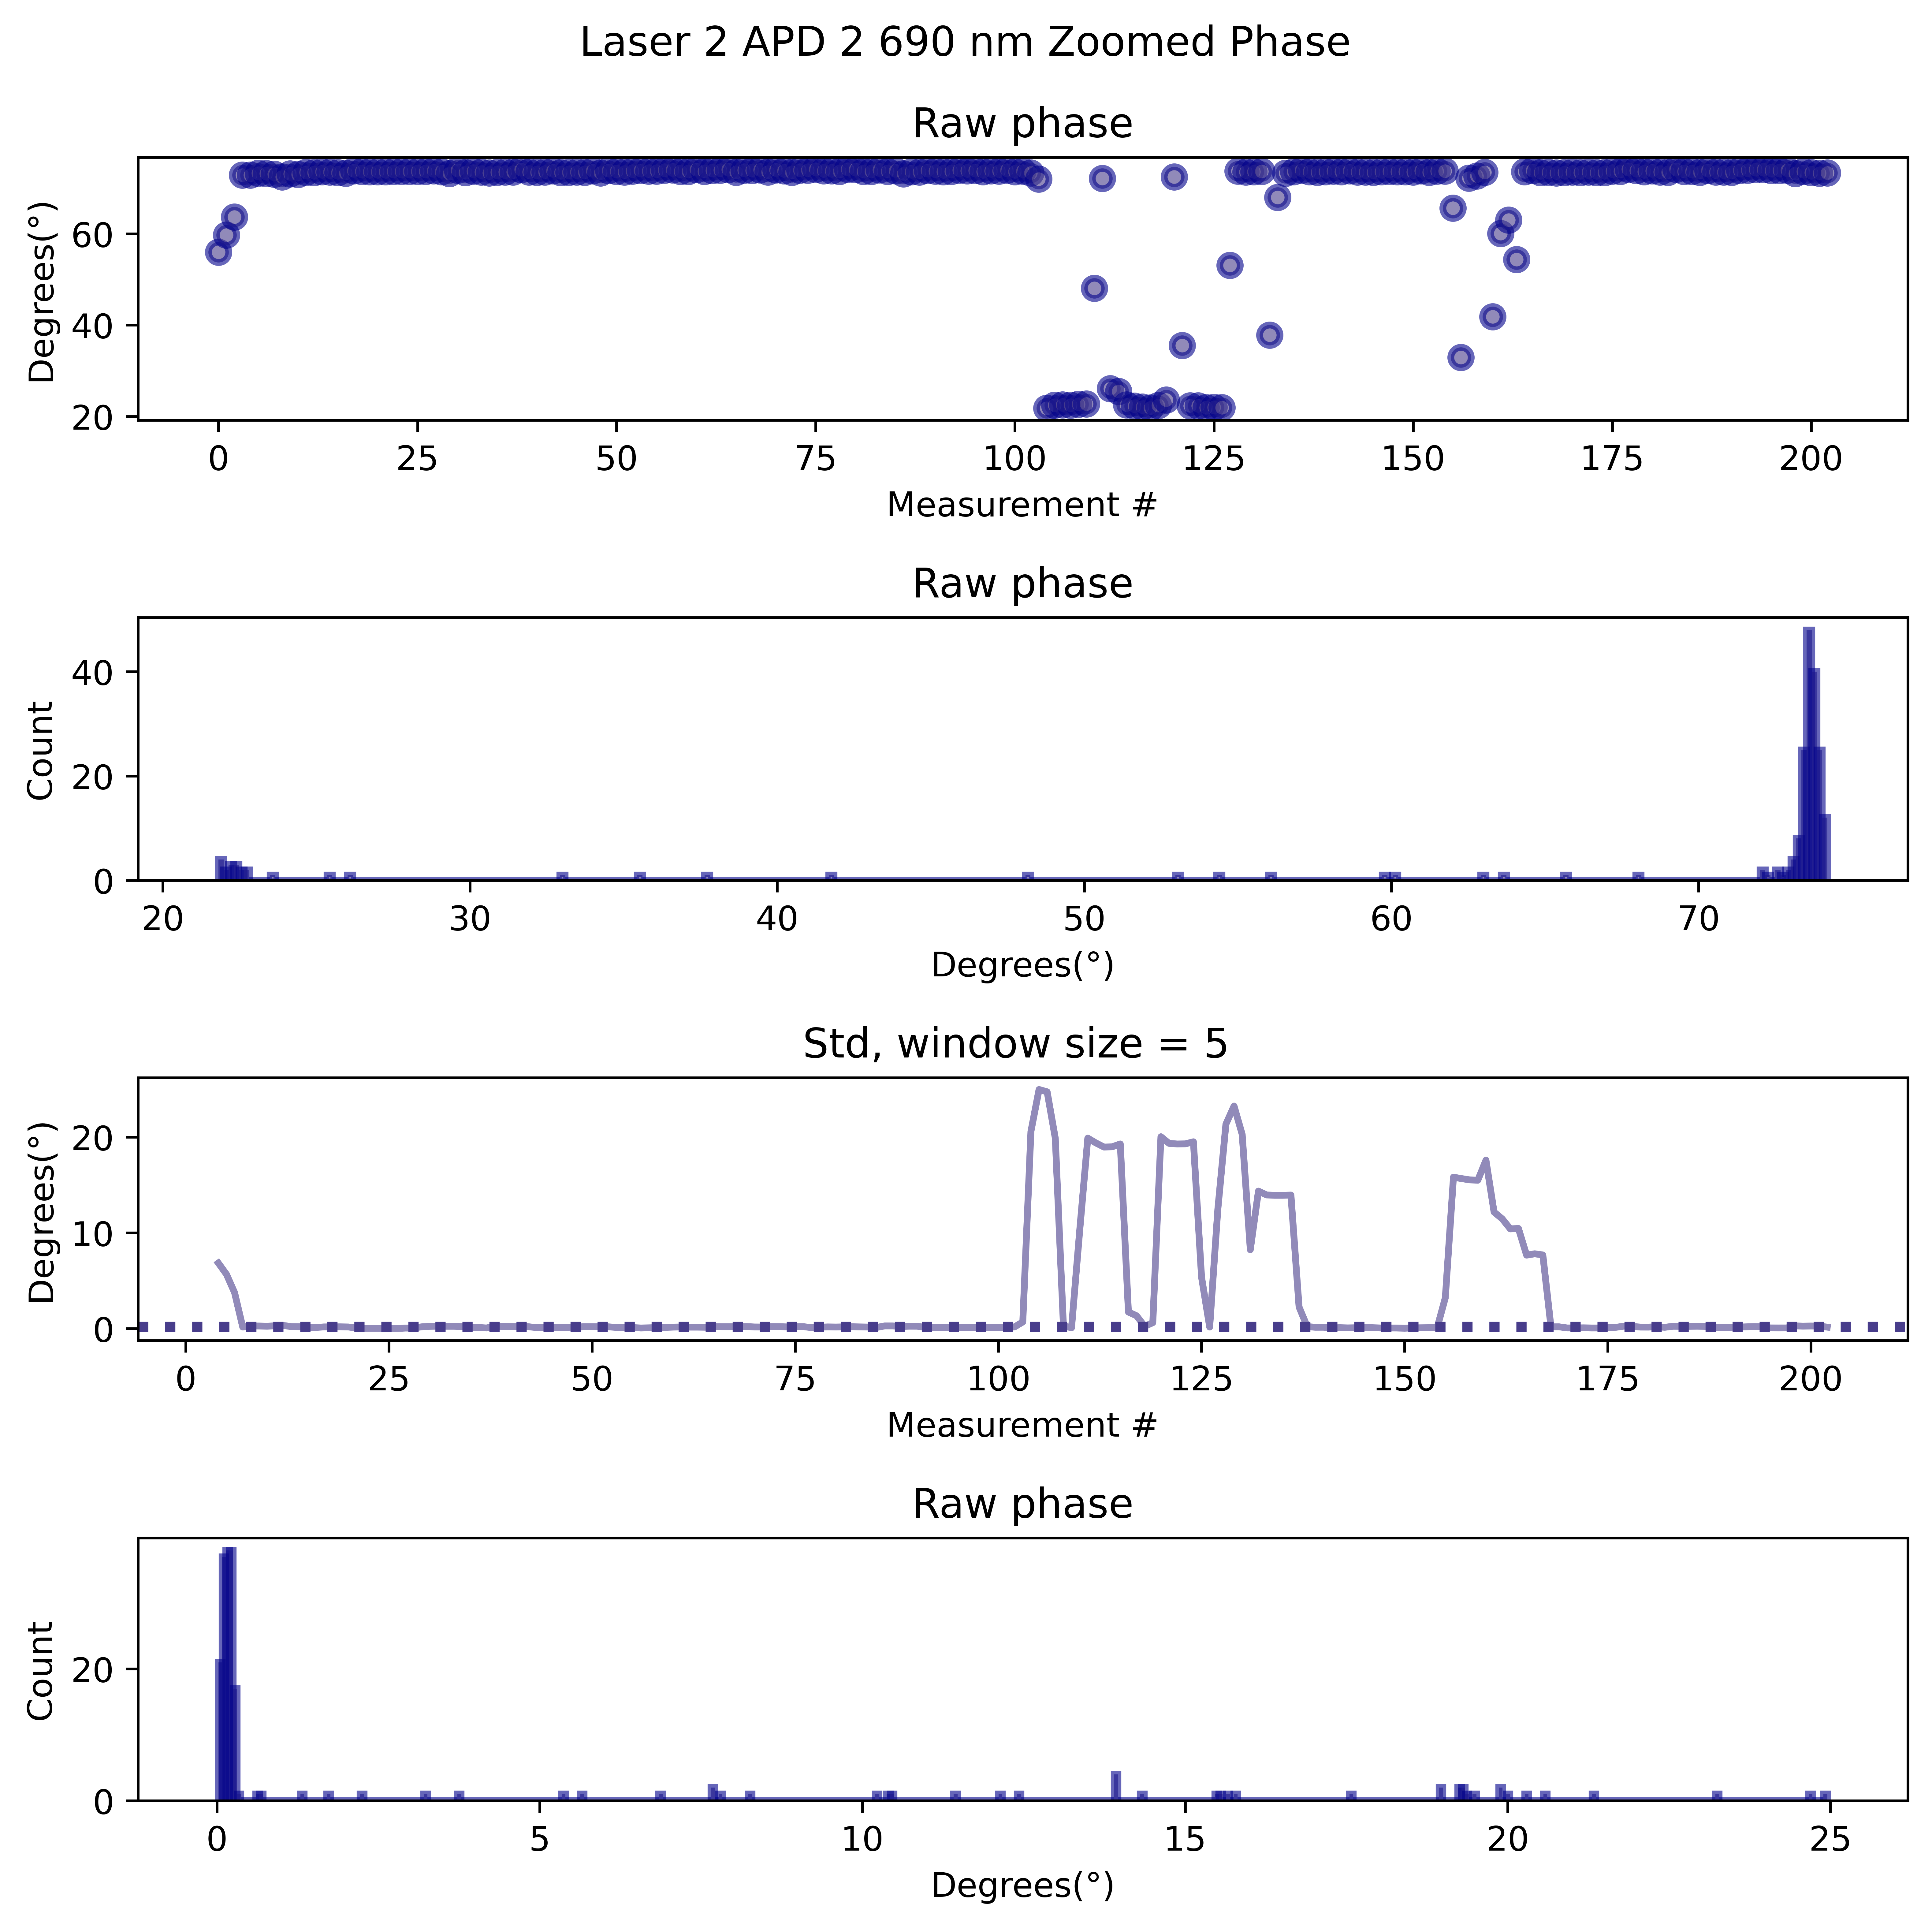 Laser 2 APD 2 690 nm Zoomed Phase
Raw phase
Degrees(°)
60
40
20
0 25 50 75 100 125 150 175 200
Measurement #
Raw phase
Count
40
20
0
20 30 40 50 60 70
Degrees(°)
Std, window size = 5
Degrees(°)
20
10
0
0 25 50 75 100 125 150 175 200
Measurement #
Raw phase
Count
20
0
0 5 10 15 20 25
Degrees(°)